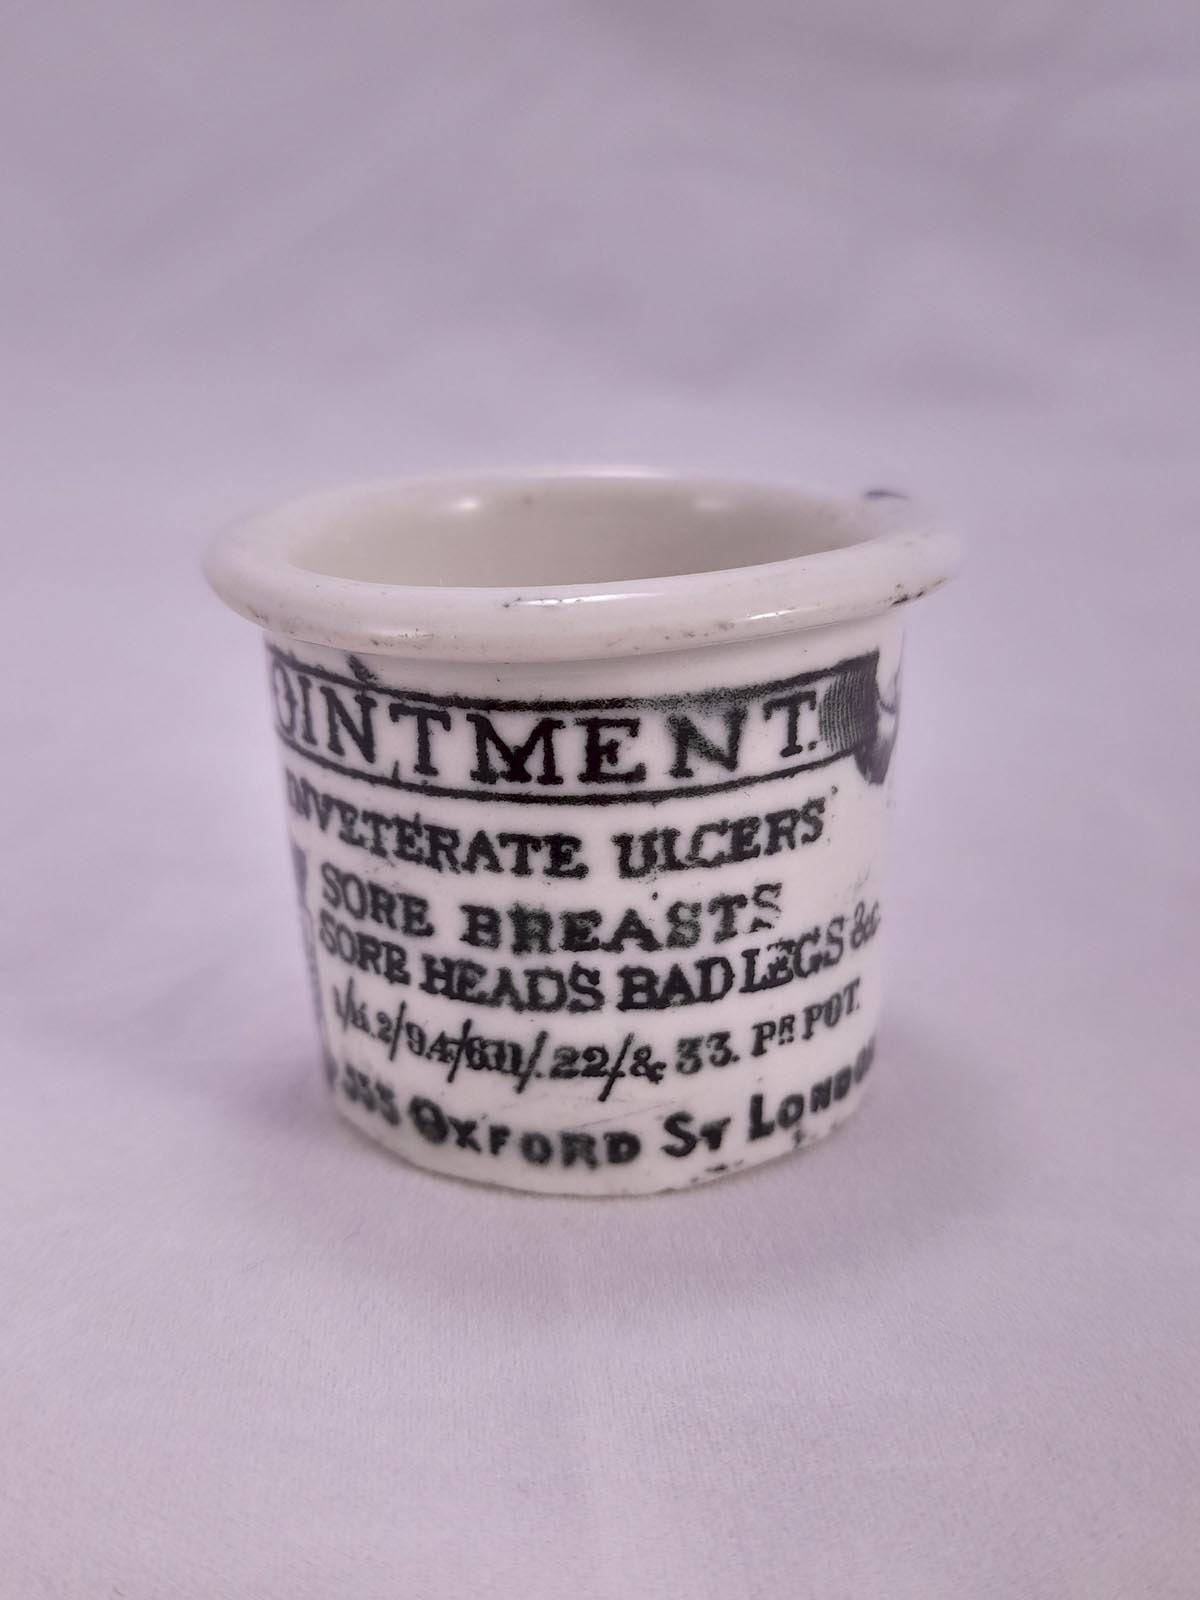 OINTMENT.
INVETERATE ULCERS
SORE BREASTS
SORE HEADS BAD LEGS &c.
1/1½.2/9.4/6.11/.22/& 33. PR POT.
533 OXFORD ST LONDON